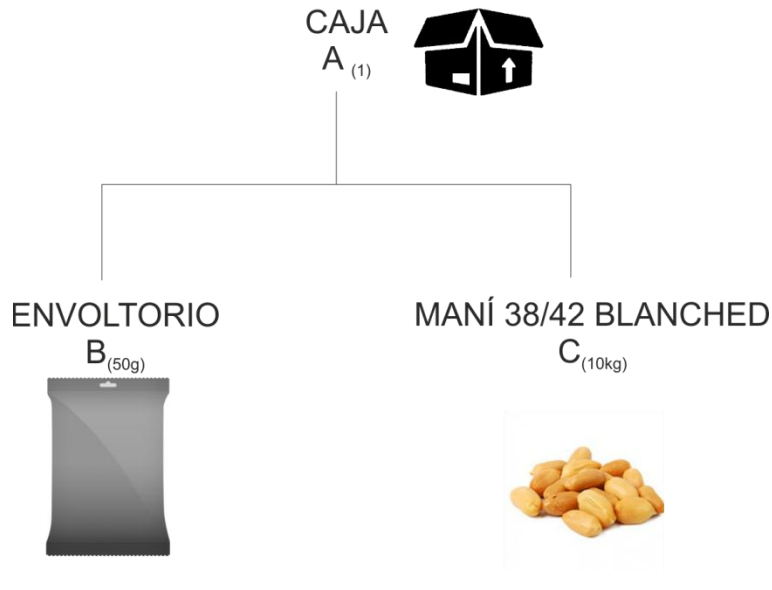 CAJA
A (1)
ENVOLTORIO
B(50g)
MANÍ 38/42 BLANCHED
C(10kg)